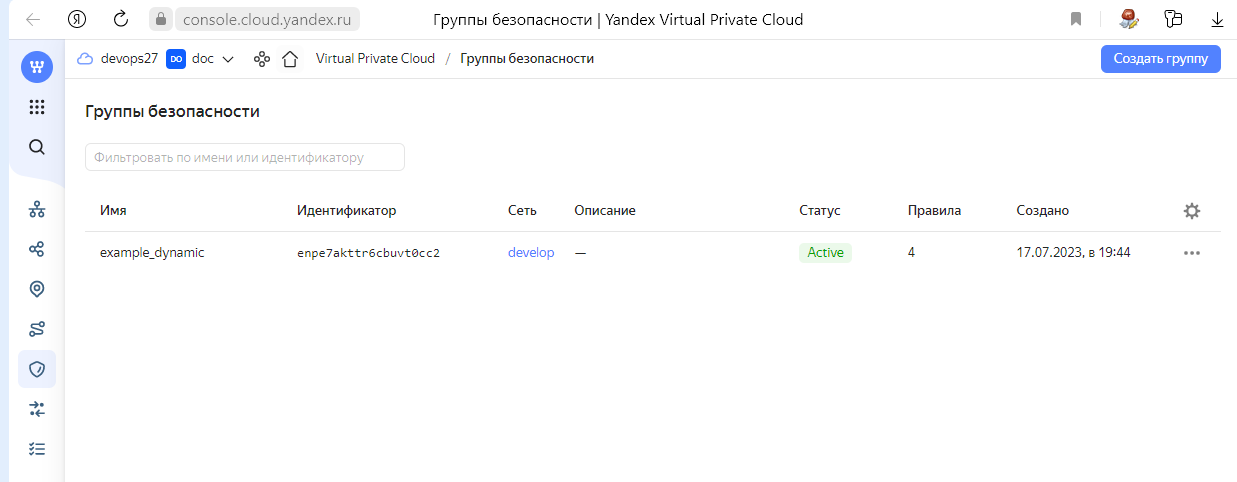 console.cloud.yandex.ru Группы безопасности | Yandex Virtual Private Cloud
devops27 DO doc Virtual Private Cloud / Группы безопасности Создать группу
Группы безопасности
Фильтровать по имени или идентификатору
Имя Идентификатор Сеть Описание Статус Правила Создано
example_dynamic enpe7akttr6cbuvt0cc2 develop — Active 4 17.07.2023, в 19:44